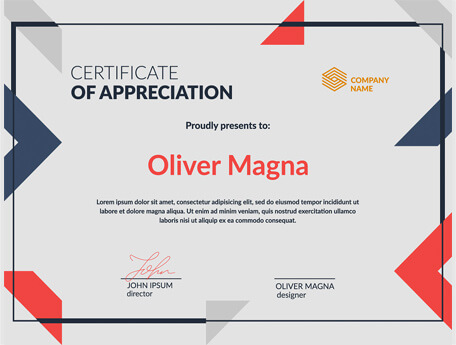 CERTIFICATE
OF APPRECIATION
COMPANY
NAME
Proudly presents to:
Oliver Magna
Lorem ipsum dolor sit amet, consectetur adipisicing elit, sed do eiusmod tempor incididunt ut
labore et dolore magna aliqua. Ut enim ad minim veniam, quis nostrud exercitation ullamco
laboris nisi ut aliquip ex ea commodo consequat.
John
JOHN IPSUM
director
OLIVER MAGNA
designer